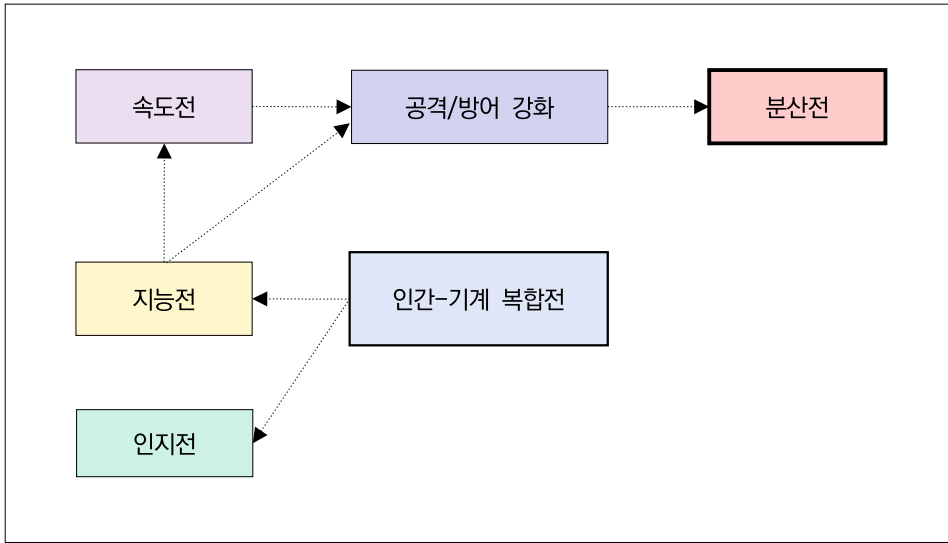 속도전
공격/방어 강화
분산전
지능전
인간-기계 복합전
인지전